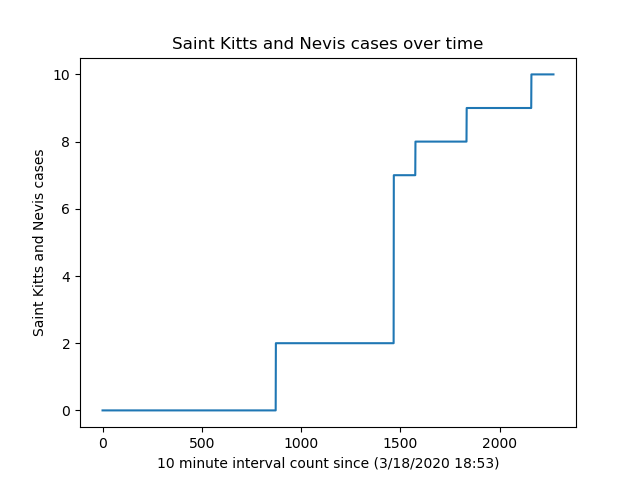 Saint Kitts and Nevis cases over time
Saint Kitts and Nevis cases
10
8
6
4
2
0
0 500 1000 1500 2000
10 minute interval count since (3/18/2020 18:53)